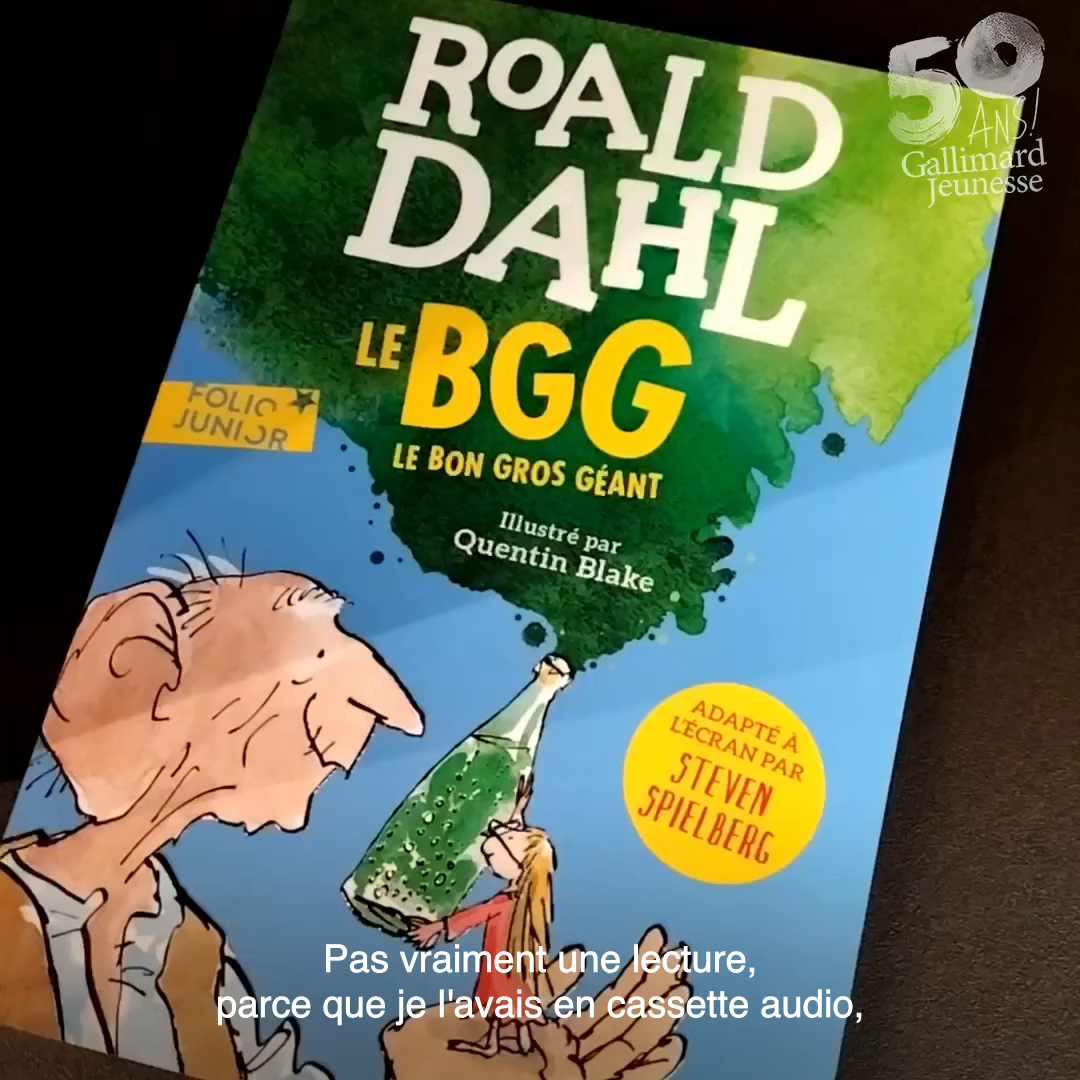 ROALD
DAHL
LE BGG
LE BON GROS GÉANT
Illustré par
Quentin Blake
FOLIO
JUNIOR
ADAPTÉ À
L'ÉCRAN PAR
STEVEN
SPIELBERG
50
ANS!
Gallimard
Jeunesse
Pas vraiment une lecture,
parce que je l'avais en cassette audio,